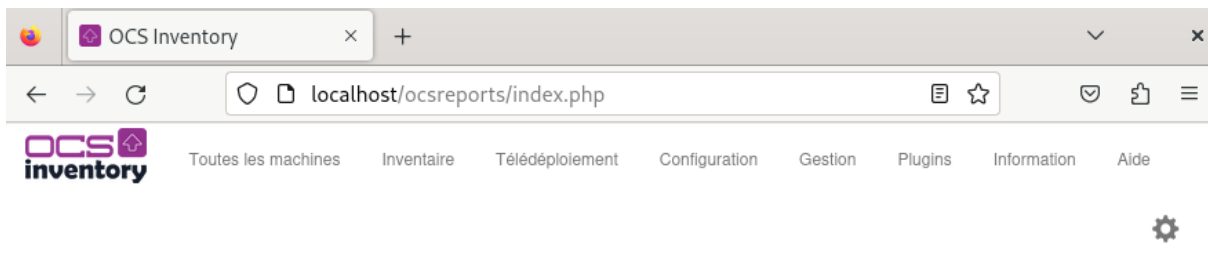 OCS Inventory
localhost/ocsreports/index.php
OCS inventory Toutes les machines Inventaire Télédéploiement Configuration Gestion Plugins Information Aide